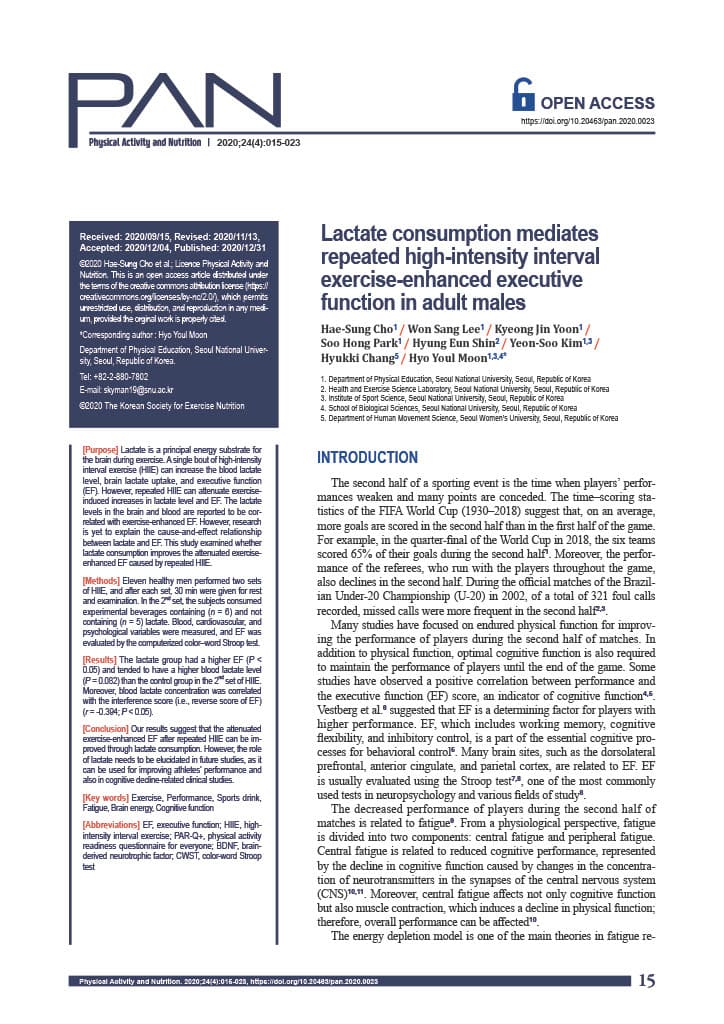 PAN
OPEN ACCESS
https://doi.org/10.20463/pan.2020.0023
Physical Activity and Nutrition | 2020;24(4):015-023
Received: 2020/09/15, Revised: 2020/11/13,
Accepted: 2020/12/04, Published: 2020/12/31
©2020 Hae-Sung Cho et al.; Licence Physical Activity and
Nutrition. This is an open access article distributed under
the terms of the creative commons attribution license (https://
creativecommons.org/licenses/by-nc/2.0/), which permits
unrestricted use, distribution, and reproduction in any medi-
um, provided the orginal work is properly cited.
*Corresponding author : Hyo Youl Moon
Department of Physical Education, Seoul National Univer-
sity, Seoul, Republic of Korea.
Tel: +82-2-880-7802
E-mail: skyman19@snu.ac.kr
©2020 The Korean Society for Exercise Nutrition
[Purpose] Lactate is a principal energy substrate for
the brain during exercise. A single bout of high-intensity
interval exercise (HIIE) can increase the blood lactate
level, brain lactate uptake, and executive function
(EF). However, repeated HIIE can attenuate exercise-
induced increases in lactate level and EF. The lactate
levels in the brain and blood are reported to be cor-
related with exercise-enhanced EF. However, research
is yet to explain the cause-and-effect relationship
between lactate and EF. This study examined whether
lactate consumption improves the attenuated exercise-
enhanced EF caused by repeated HIIE.
[Methods] Eleven healthy men performed two sets
of HIIE, and after each set, 30 min were given for rest
and examination. In the 2nd set, the subjects consumed
experimental beverages containing (n = 6) and not
containing (n = 5) lactate. Blood, cardiovascular, and
psychological variables were measured, and EF was
evaluated by the computerized color–word Stroop test.
[Results] The lactate group had a higher EF (P <
0.05) and tended to have a higher blood lactate level
(P = 0.082) than the control group in the 2nd set of HIIE.
Moreover, blood lactate concentration was correlated
with the interference score (i.e., reverse score of EF)
(r = -0.394; P < 0.05).
[Conclusion] Our results suggest that the attenuated
exercise-enhanced EF after repeated HIIE can be im-
proved through lactate consumption. However, the role
of lactate needs to be elucidated in future studies, as it
can be used for improving athletes' performance and
also in cognitive decline-related clinical studies.
[Key words] Exercise, Performance, Sports drink,
Fatigue, Brain energy, Cognitive function
[Abbreviations] EF, executive function; HIIE, high-
intensity interval exercise; PAR-Q+, physical activity
readiness questionnaire for everyone; BDNF, brain-
derived neurotrophic factor; CWST, color-word Stroop
test
Lactate consumption mediates
repeated high-intensity interval
exercise-enhanced executive
function in adult males
Hae-Sung Cho1 / Won Sang Lee1 / Kyeong Jin Yoon1 /
Soo Hong Park1 / Hyung Eun Shin2 / Yeon-Soo Kim1,3 /
Hyukki Chang5 / Hyo Youl Moon1,3,4*
1. Department of Physical Education, Seoul National University, Seoul, Republic of Korea
2. Health and Exercise Science Laboratory, Seoul National University, Seoul, Republic of Korea
3. Institute of Sport Science, Seoul National University, Seoul, Republic of Korea
4. School of Biological Sciences, Seoul National University, Seoul, Republic of Korea
5. Department of Human Movement Science, Seoul Women's University, Seoul, Republic of Korea
INTRODUCTION
The second half of a sporting event is the time when players' perfor-
mances weaken and many points are conceded. The time–scoring sta-
tistics of the FIFA World Cup (1930–2018) suggest that, on an average,
more goals are scored in the second half than in the first half of the game.
For example, in the quarter-final of the World Cup in 2018, the six teams
scored 65% of their goals during the second half1. Moreover, the perfor-
mance of the referees, who run with the players throughout the game,
also declines in the second half. During the official matches of the Brazil-
ian Under-20 Championship (U-20) in 2002, of a total of 321 foul calls
recorded, missed calls were more frequent in the second half2,3.
Many studies have focused on endured physical function for improv-
ing the performance of players during the second half of matches. In
addition to physical function, optimal cognitive function is also required
to maintain the performance of players until the end of the game. Some
studies have observed a positive correlation between performance and
the executive function (EF) score, an indicator of cognitive function4,5.
Vestberg et al.6 suggested that EF is a determining factor for players with
higher performance. EF, which includes working memory, cognitive
flexibility, and inhibitory control, is a part of the essential cognitive pro-
cesses for behavioral control5. Many brain sites, such as the dorsolateral
prefrontal, anterior cingulate, and parietal cortex, are related to EF. EF
is usually evaluated using the Stroop test7,8, one of the most commonly
used tests in neuropsychology and various fields of study8.
The decreased performance of players during the second half of
matches is related to fatigue9. From a physiological perspective, fatigue
is divided into two components: central fatigue and peripheral fatigue.
Central fatigue is related to reduced cognitive performance, represented
by the decline in cognitive function caused by changes in the concentra-
tion of neurotransmitters in the synapses of the central nervous system
(CNS)10,11. Moreover, central fatigue affects not only cognitive function
but also muscle contraction, which induces a decline in physical function;
therefore, overall performance can be affected10.
The energy depletion model is one of the main theories in fatigue re-
Physical Activity and Nutrition. 2020;24(4):015-023, https://doi.org/10.20463/pan.2020.0023
15